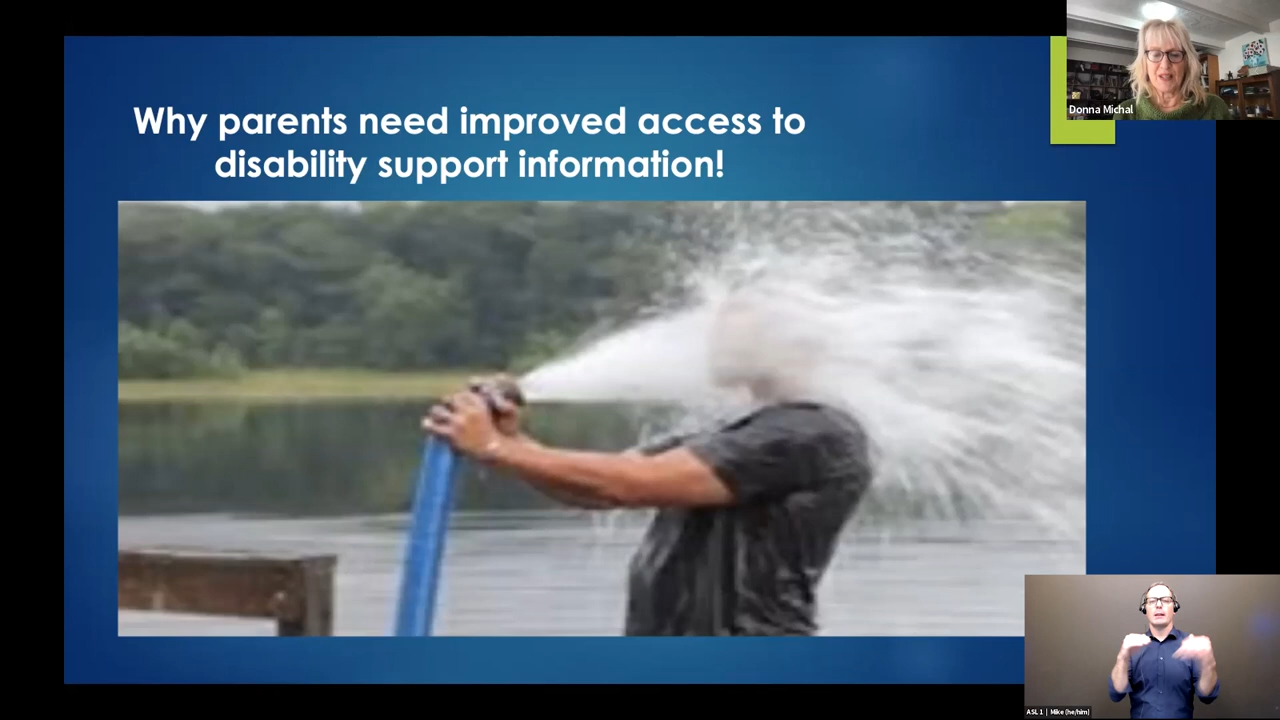 Why parents need improved access to
disability support information!
Donna Michal
ASL 1 | Mike (he/him)